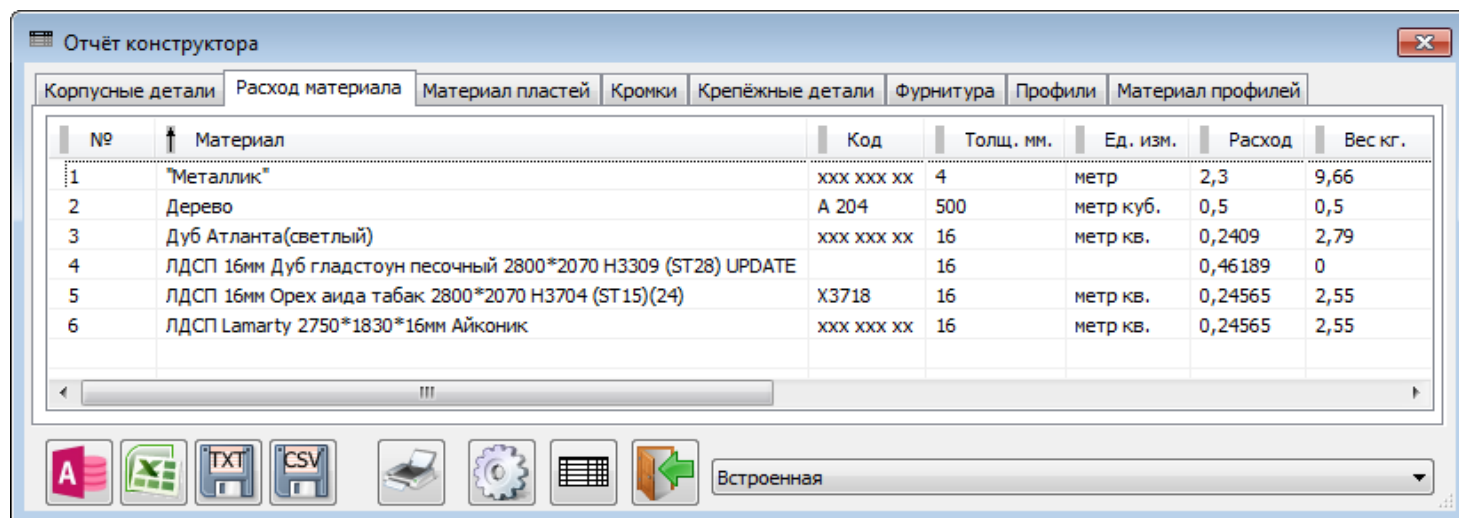 Отчёт конструктора
Корпусные детали Расход материала Материал пластей Кромки Крепёжные детали Фурнитура Профили Материал профилей
№ Материал Код Толщ. мм. Ед. изм. Расход Вес кг.
1 "Металлик" xxx xxx xx 4 метр 2,3 9,66
2 Дерево A 204 500 метр куб. 0,5 0,5
3 Дуб Атланта(светлый) xxx xxx xx 16 метр кв. 0,2409 2,79
4 ЛДСП 16мм Дуб гладстоун песочный 2800*2070 H3309 (ST28) UPDATE 16 0,46189 0
5 ЛДСП 16мм Орех аида табак 2800*2070 H3704 (ST15)(24) X3718 16 метр кв. 0,24565 2,55
6 ЛДСП Lamarty 2750*1830*16мм Айконик xxx xxx xx 16 метр кв. 0,24565 2,55
A X TXT CSV Встроенная